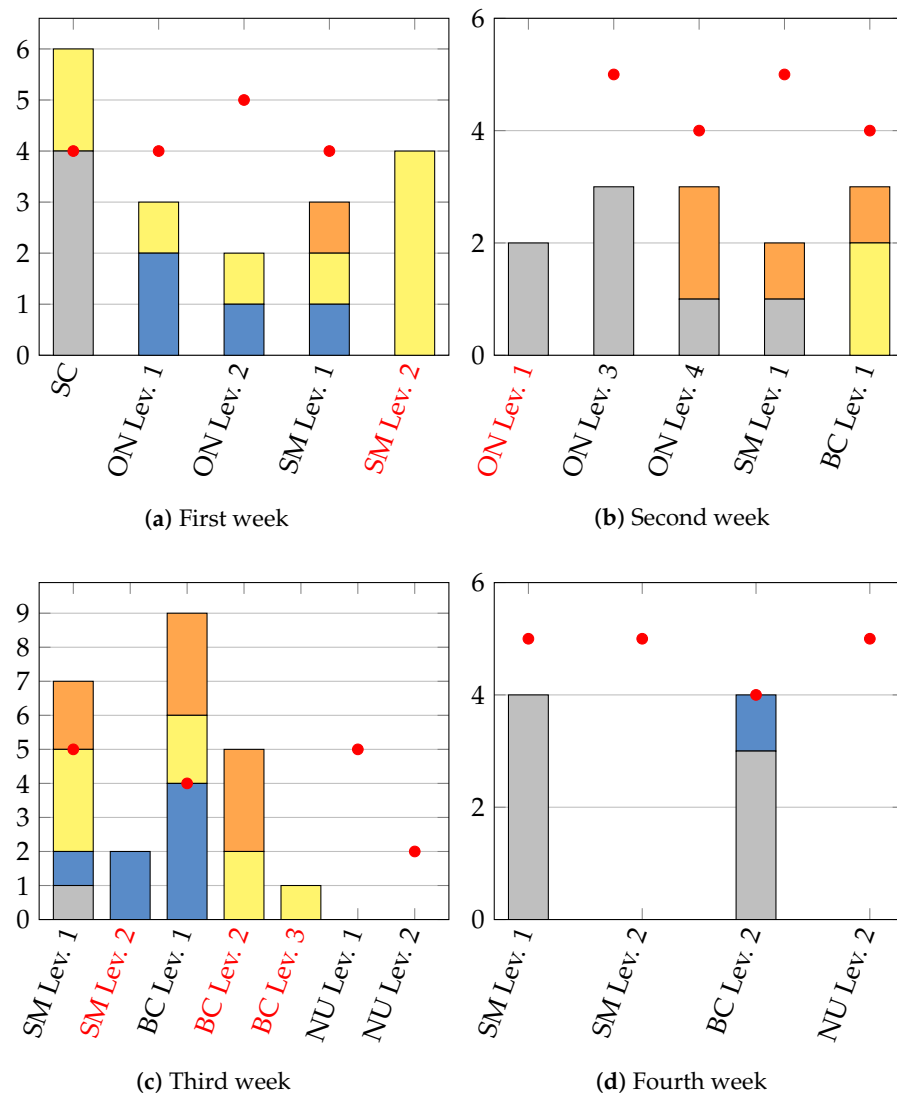 6
5
4
3
2
1
0
SC
ON Lev. 1
ON Lev. 2
SM Lev. 1
SM Lev. 2
(a) First week
6
4
2
0
ON Lev. 1
ON Lev. 3
ON Lev. 4
SM Lev. 1
BC Lev. 1
(b) Second week
9
8
7
6
5
4
3
2
1
0
SM Lev. 1
SM Lev. 2
BC Lev. 1
BC Lev. 2
BC Lev. 3
NU Lev. 1
NU Lev. 2
(c) Third week
6
4
2
0
SM Lev. 1
SM Lev. 2
BC Lev. 2
NU Lev. 2
(d) Fourth week